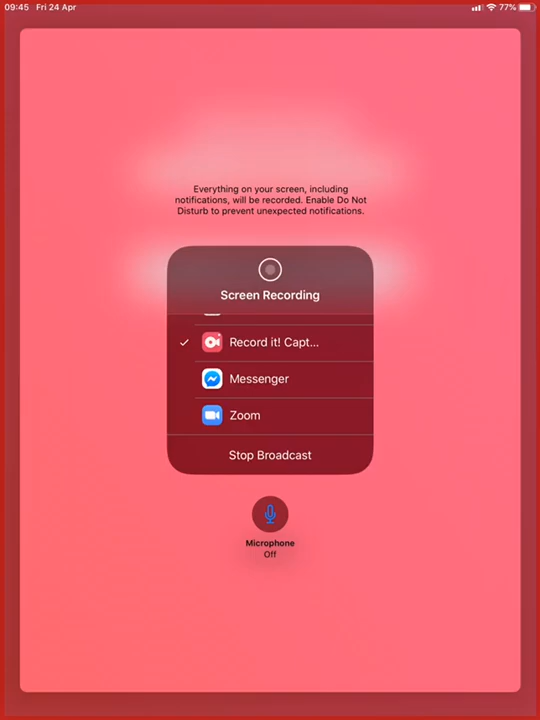 09:45 Fri 24 Apr 77%
Everything on your screen, including
notifications, will be recorded. Enable Do Not
Disturb to prevent unexpected notifications.
Screen Recording
Record it! Capt...
Messenger
Zoom
Stop Broadcast
Microphone
Off